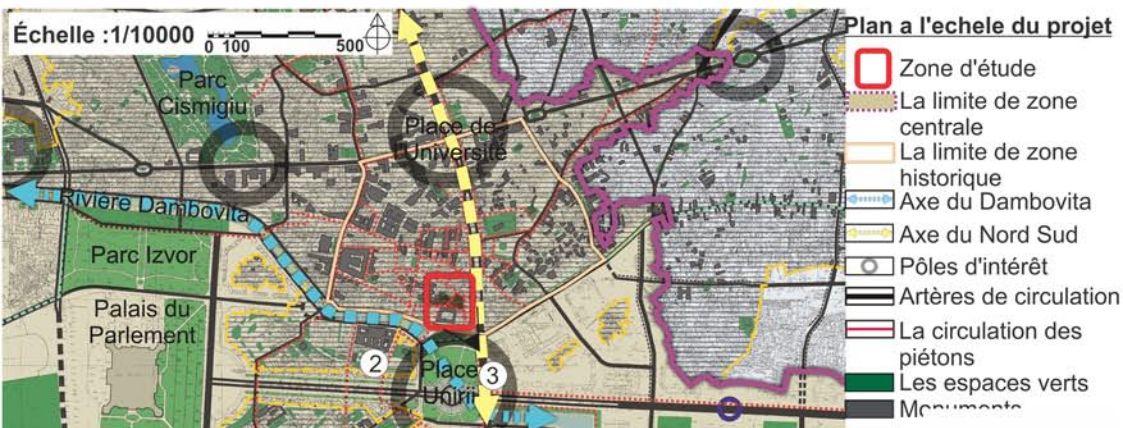 Échelle :1/10000
0 100 500
Parc
Cismigiu
Place de
l'Université
Rivière Dambovita
Parc Izvor
Palais du
Parlement
2
3
Place
Unirii
Plan a l'echele du projet
Zone d'étude
La limite de zone
centrale
La limite de zone
historique
Axe du Dambovita
Axe du Nord Sud
Pôles d'intérêt
Artères de circulation
La circulation des
piétons
Les espaces verts
Monuments